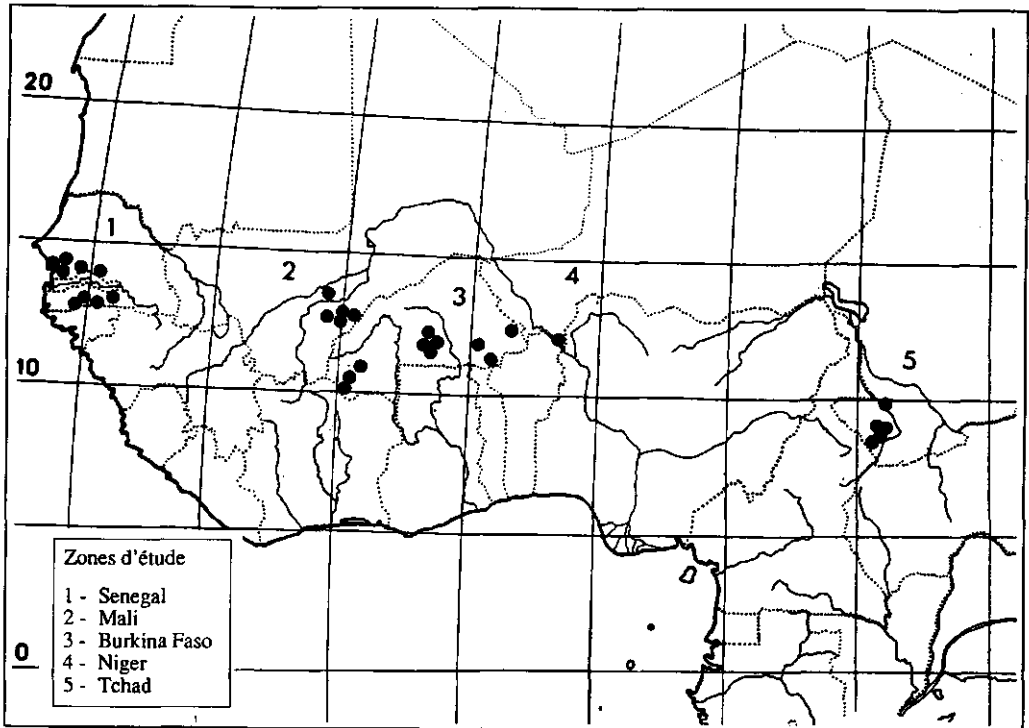 20
1
2
4
3
10
5
Zones d'étude
1 - Senegal
2 - Mali
3 - Burkina Faso
4 - Niger
5 - Tchad
0